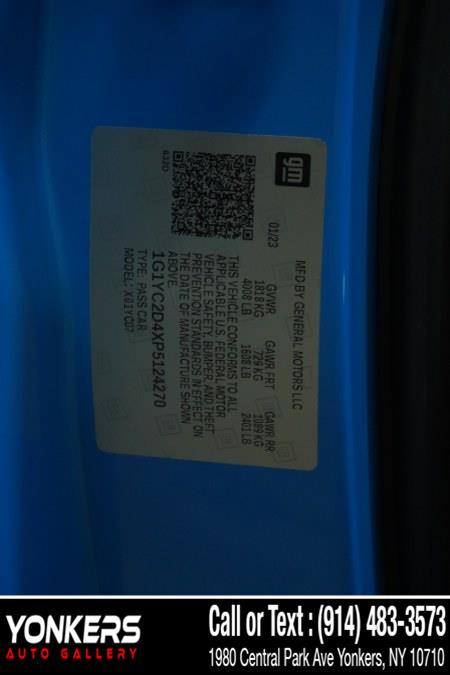 gm
MFD BY GENERAL MOTORS LLC
01/23
GVWR GAWR FRT GAWR RR
1818 KG 729 KG 1089 KG
4008 LB 1608 LB 2401 LB
THIS VEHICLE CONFORMS TO ALL
APPLICABLE U.S. FEDERAL MOTOR
VEHICLE SAFETY, BUMPER, AND THEFT
PREVENTION STANDARDS IN EFFECT ON
THE DATE OF MANUFACTURE SHOWN
ABOVE.
1G1YC2D4XP5124270
TYPE: PASS CAR
MODEL: X01YC07
YONKERS
AUTO GALLERY
Call or Text : (914) 483-3573
1980 Central Park Ave Yonkers, NY 10710